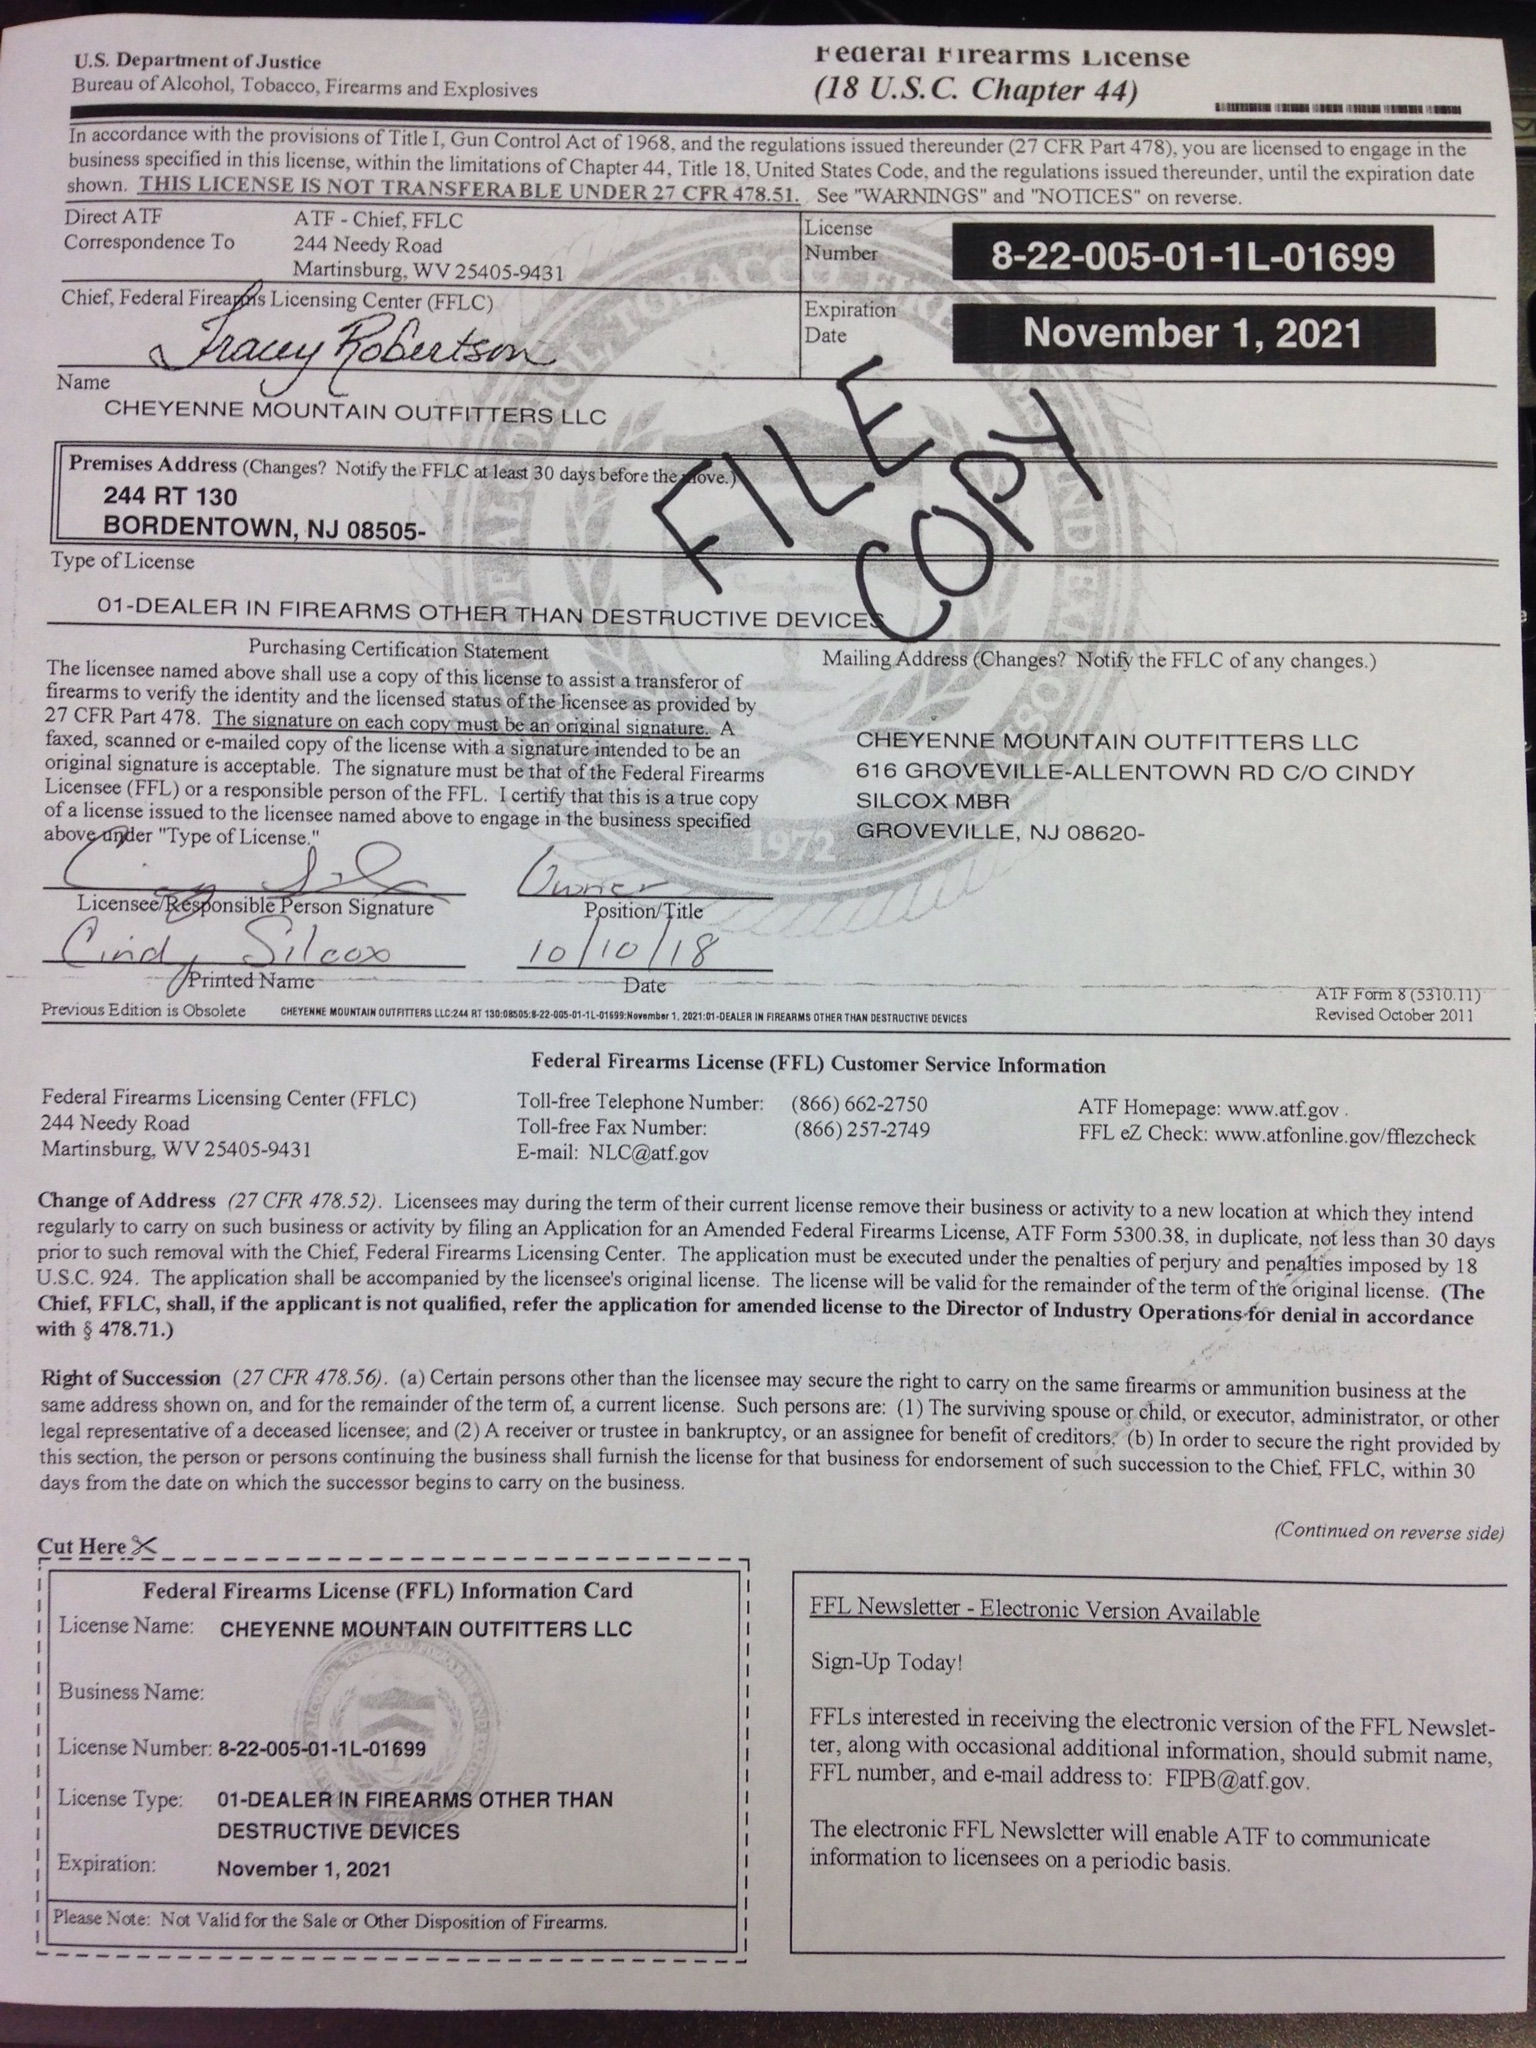 U.S. Department of Justice
Bureau of Alcohol, Tobacco, Firearms and Explosives
Federal Firearms License
(18 U.S.C. Chapter 44)
In accordance with the provisions of Title I, Gun Control Act of 1968, and the regulations issued thereunder (27 CFR Part 478), you are licensed to engage in the
business specified in this license, within the limitations of Chapter 44, Title 18, United States Code, and the regulations issued thereunder, until the expiration date
shown. THIS LICENSE IS NOT TRANSFERABLE UNDER 27 CFR 478.51. See "WARNINGS" and "NOTICES" on reverse.
Direct ATF
Correspondence To
ATF - Chief, FFLC
244 Needy Road
Martinsburg, WV 25405-9431
License
Number
8-22-005-01-1L-01699
Chief, Federal Firearms Licensing Center (FFLC)
Tracey Robertson
Expiration
Date
November 1, 2021
Name
CHEYENNE MOUNTAIN OUTFITTERS LLC
FILE
COPY
Premises Address (Changes? Notify the FFLC at least 30 days before the move.)
244 RT 130
BORDENTOWN, NJ 08505-
Type of License
01-DEALER IN FIREARMS OTHER THAN DESTRUCTIVE DEVICES
Purchasing Certification Statement
The licensee named above shall use a copy of this license to assist a transferor of
firearms to verify the identity and the licensed status of the licensee as provided by
27 CFR Part 478. The signature on each copy must be an original signature. A
faxed, scanned or e-mailed copy of the license with a signature intended to be an
original signature is acceptable. The signature must be that of the Federal Firearms
Licensee (FFL) or a responsible person of the FFL. I certify that this is a true copy
of a license issued to the licensee named above to engage in the business specified
above under "Type of License."
Mailing Address (Changes? Notify the FFLC of any changes.)
CHEYENNE MOUNTAIN OUTFITTERS LLC
616 GROVEVILLE-ALLENTOWN RD C/O CINDY
SILCOX MBR
GROVEVILLE, NJ 08620-
1972
Owner
Licensee/Responsible Person Signature
Position/Title
Cindy Silcox
10/10/18
Printed Name
Date
Previous Edition is Obsolete
CHEYENNE MOUNTAIN OUTFITTERS LLC:244 RT 130:08505:8-22-005-01-1L-01699:November 1, 2021:01-DEALER IN FIREARMS OTHER THAN DESTRUCTIVE DEVICES
ATF Form 8 (5310.11)
Revised October 2011
Federal Firearms License (FFL) Customer Service Information
Federal Firearms Licensing Center (FFLC)
244 Needy Road
Martinsburg, WV 25405-9431
Toll-free Telephone Number: (866) 662-2750
Toll-free Fax Number: (866) 257-2749
E-mail: NLC@atf.gov
ATF Homepage: www.atf.gov
FFL eZ Check: www.atfonline.gov/fflezcheck
Change of Address (27 CFR 478.52). Licensees may during the term of their current license remove their business or activity to a new location at which they intend
regularly to carry on such business or activity by filing an Application for an Amended Federal Firearms License, ATF Form 5300.38, in duplicate, not less than 30 days
prior to such removal with the Chief, Federal Firearms Licensing Center. The application must be executed under the penalties of perjury and penalties imposed by 18
U.S.C. 924. The application shall be accompanied by the licensee's original license. The license will be valid for the remainder of the term of the original license. (The
Chief, FFLC, shall, if the applicant is not qualified, refer the application for amended license to the Director of Industry Operations for denial in accordance
with § 478.71.)
Right of Succession (27 CFR 478.56). (a) Certain persons other than the licensee may secure the right to carry on the same firearms or ammunition business at the
same address shown on, and for the remainder of the term of, a current license. Such persons are: (1) The surviving spouse or child, or executor, administrator, or other
legal representative of a deceased licensee; and (2) A receiver or trustee in bankruptcy, or an assignee for benefit of creditors. (b) In order to secure the right provided by
this section, the person or persons continuing the business shall furnish the license for that business for endorsement of such succession to the Chief, FFLC, within 30
days from the date on which the successor begins to carry on the business.
(Continued on reverse side)
Cut Here
Federal Firearms License (FFL) Information Card
License Name: CHEYENNE MOUNTAIN OUTFITTERS LLC
Business Name:
License Number: 8-22-005-01-1L-01699
License Type: 01-DEALER IN FIREARMS OTHER THAN
DESTRUCTIVE DEVICES
Expiration: November 1, 2021
Please Note: Not Valid for the Sale or Other Disposition of Firearms.
FFL Newsletter - Electronic Version Available
Sign-Up Today!
FFLs interested in receiving the electronic version of the FFL Newslet-
ter, along with occasional additional information, should submit name,
FFL number, and e-mail address to: FIPB@atf.gov.
The electronic FFL Newsletter will enable ATF to communicate
information to licensees on a periodic basis.